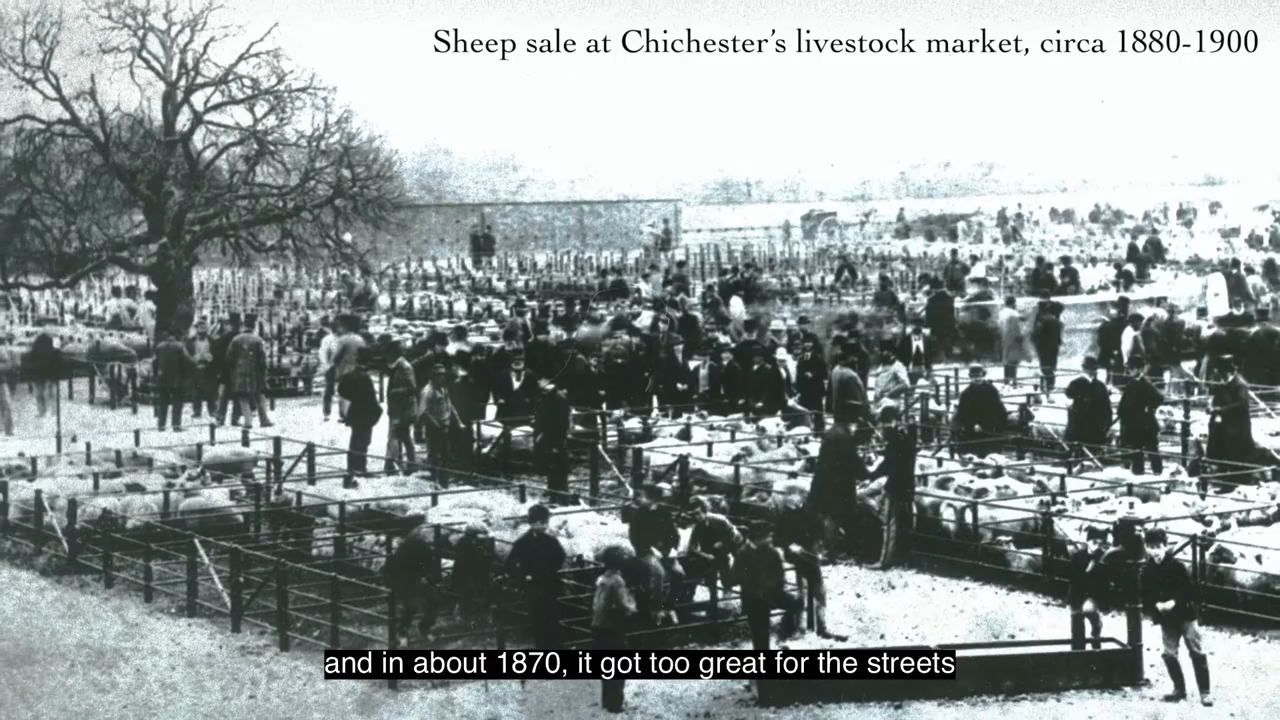 Sheep sale at Chichester's livestock market, circa 1880-1900
and in about 1870, it got too great for the streets